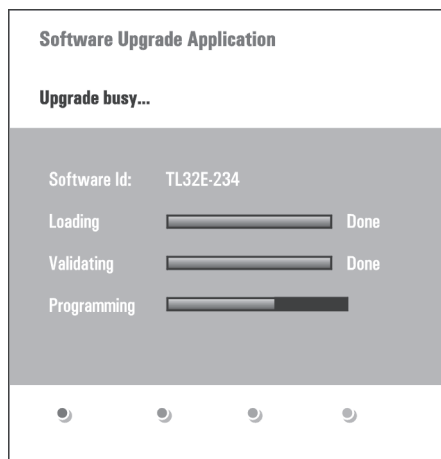 Software Upgrade Application
Upgrade busy...
Software Id: TL32E-234
Loading Done
Validating Done
Programming